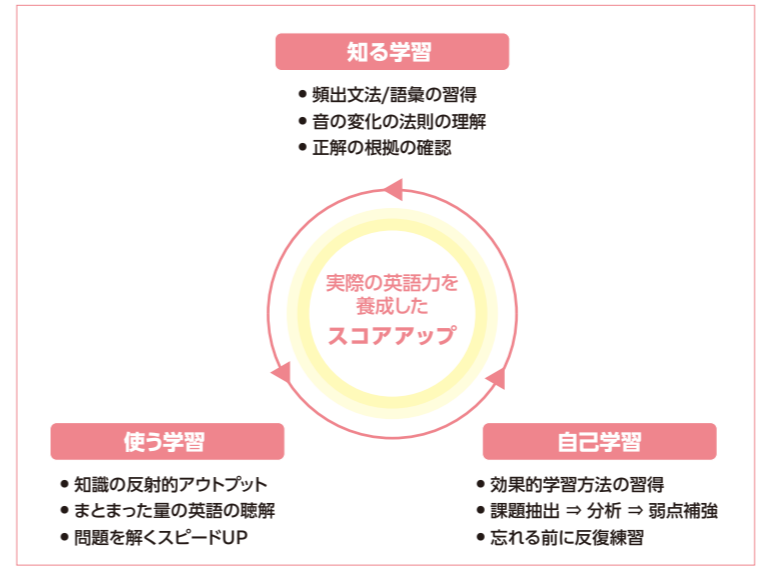 知る学習
● 頻出文法/語彙の習得
● 音の変化の法則の理解
● 正解の根拠の確認
実際の英語力を
養成した
スコアアップ
使う学習
● 知識の反射的アウトプット
● まとまった量の英語の聴解
● 問題を解くスピードUP
自己学習
● 効果的学習方法の習得
● 課題抽出 ⇒ 分析 ⇒ 弱点補強
● 忘れる前に反復練習